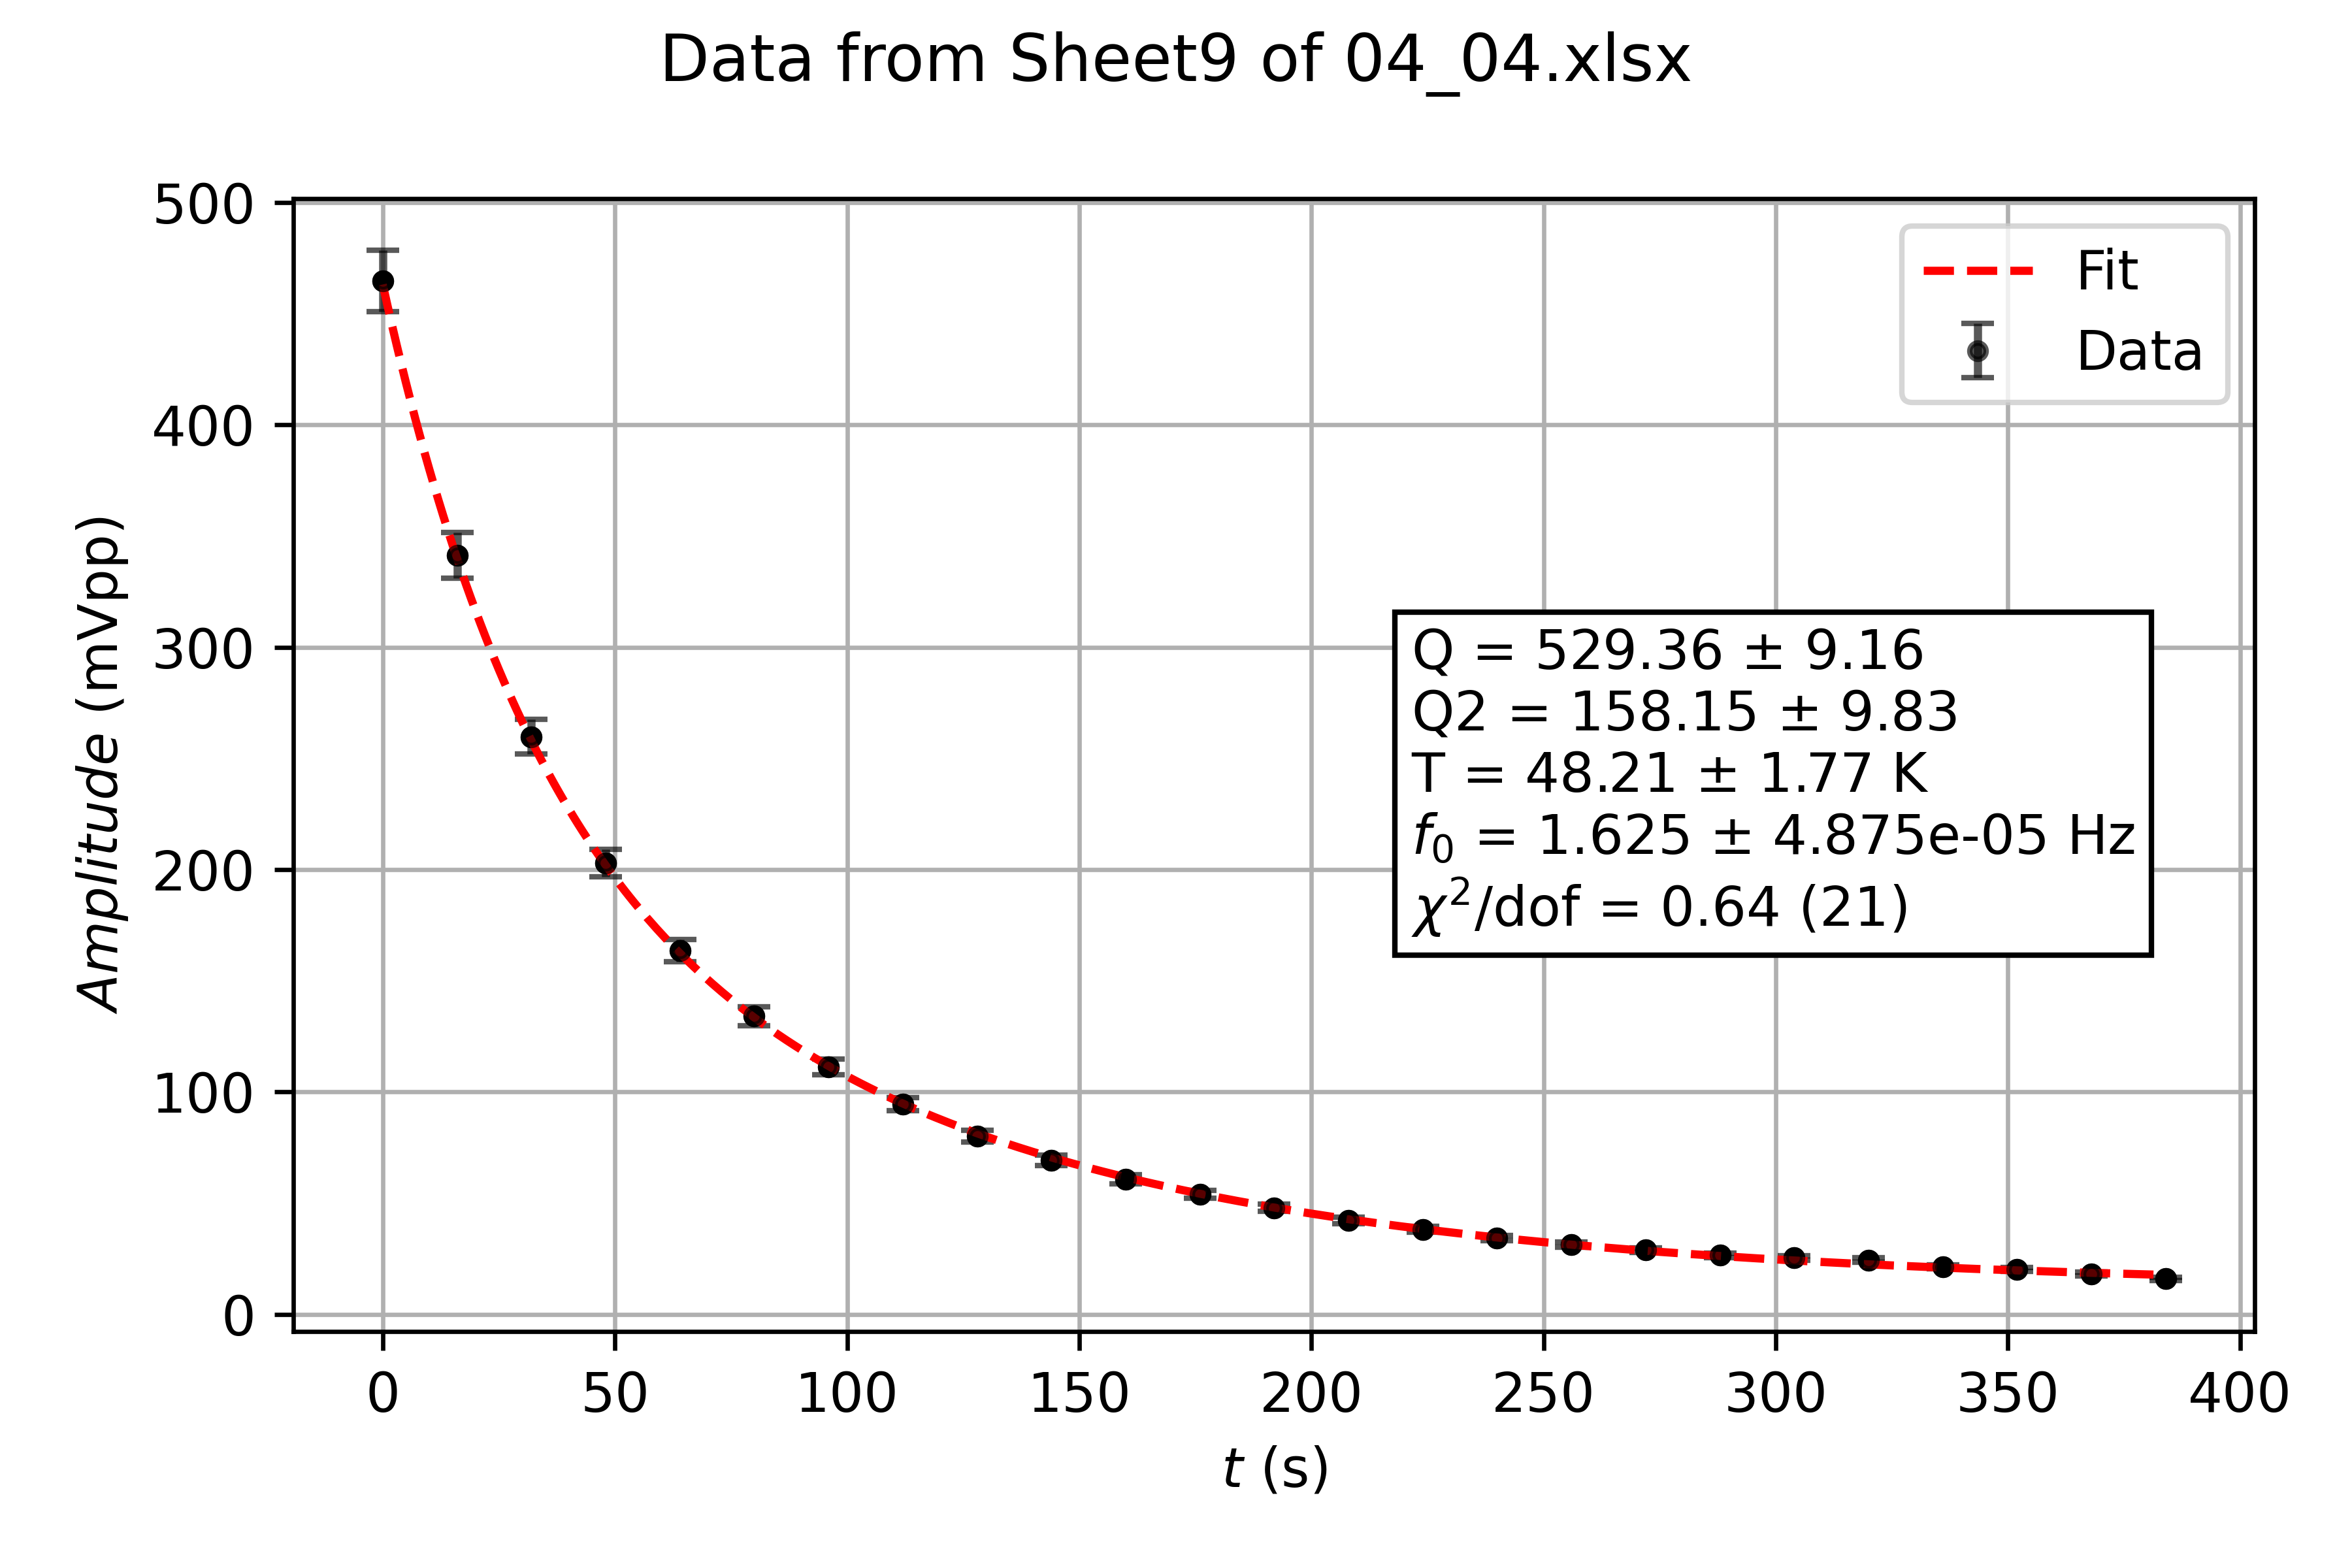 Data from Sheet9 of 04_04.xlsx
500
400
300
200
100
0
Amplitude (mVpp)
Fit
Data
Q = 529.36 ± 9.16
Q2 = 158.15 ± 9.83
T = 48.21 ± 1.77 K
f₀ = 1.625 ± 4.875e-05 Hz
χ²/dof = 0.64 (21)
0 50 100 150 200 250 300 350 400
t (s)